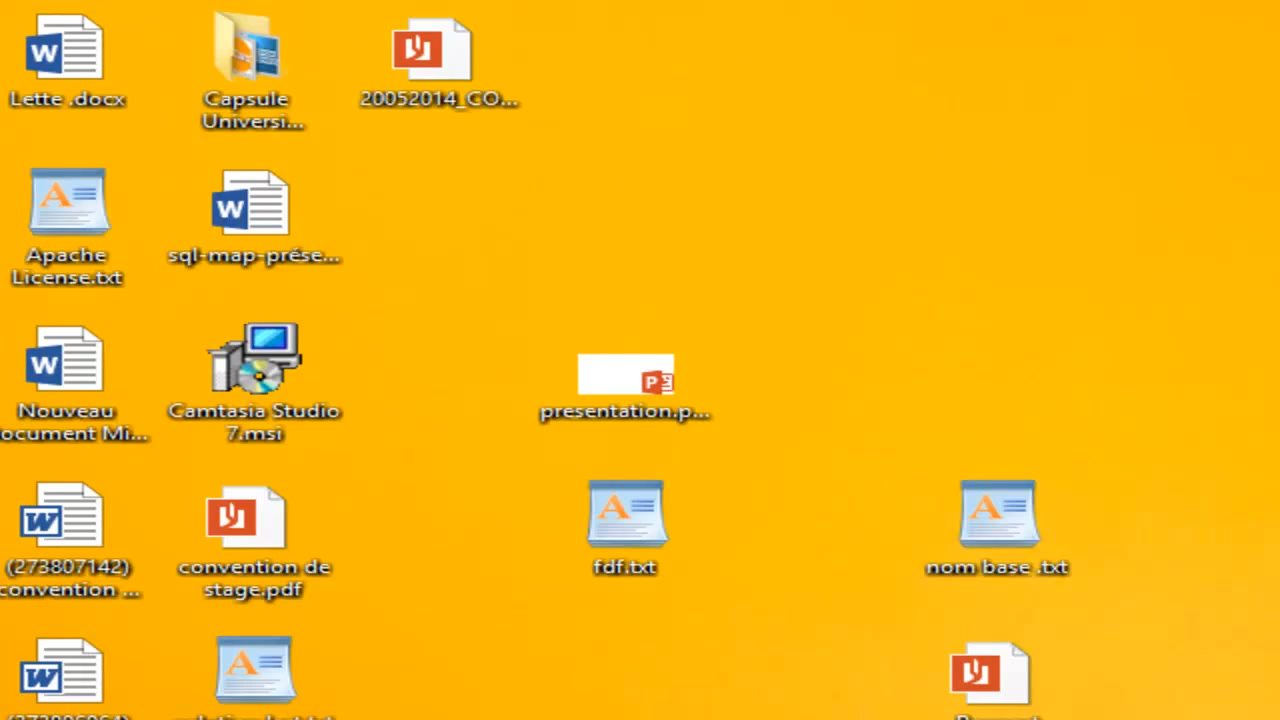 Lette .docx
Capsule
Universi...
20052014_CO...
Apache
License.txt
sql-map-prése...
Nouveau
ocument Mi...
Camtasia Studio
7.msi
presentation.p...
(273807142)
convention ...
convention de
stage.pdf
fdf.txt
nom base .txt